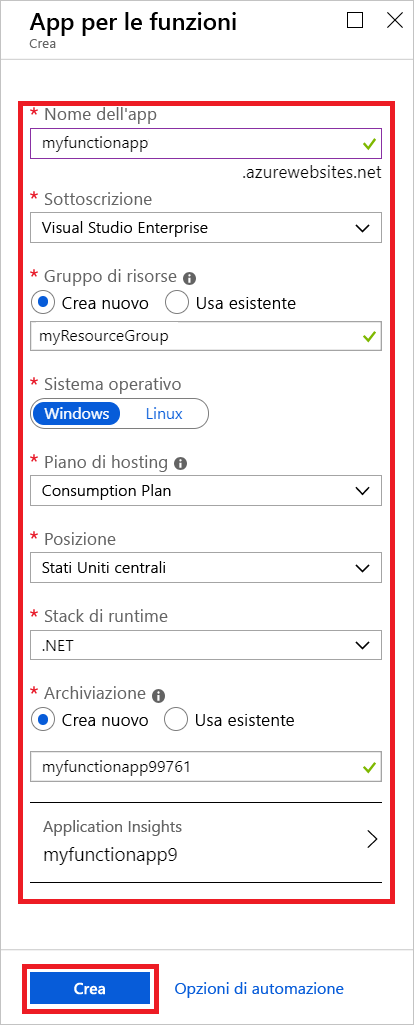 App per le funzioni
Crea
* Nome dell'app
myfunctionapp
.azurewebsites.net
* Sottoscrizione
Visual Studio Enterprise
* Gruppo di risorse
Crea nuovo Usa esistente
myResourceGroup
* Sistema operativo
Windows Linux
* Piano di hosting
Consumption Plan
* Posizione
Stati Uniti centrali
* Stack di runtime
.NET
* Archiviazione
Crea nuovo Usa esistente
myfunctionapp99761
Application Insights
myfunctionapp9
Crea Opzioni di automazione